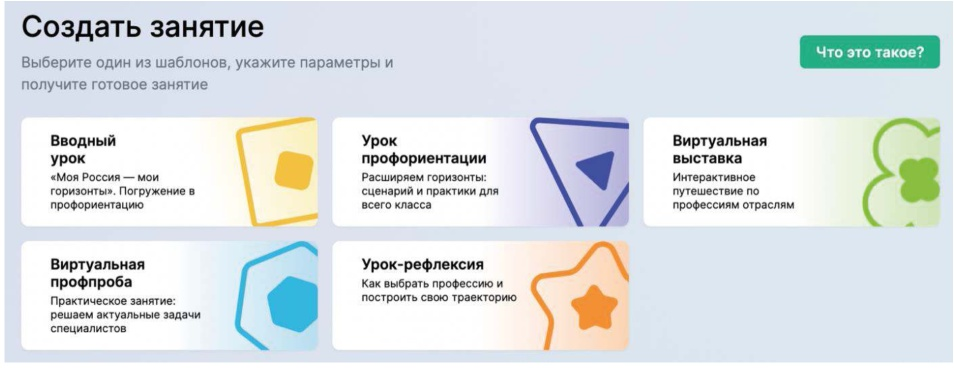 Создать занятие
Выберите один из шаблонов, укажите параметры и
получите готовое занятие
Что это такое?
Вводный
урок
«Моя Россия — мои
горизонты». Погружение в
профориентацию
Урок
профориентации
Расширяем горизонты:
сценарий и практики для
всего класса
Виртуальная
выставка
Интерактивное
путешествие по
профессиям отраслям
Виртуальная
профпроба
Практическое занятие:
решаем актуальные задачи
специалистов
Урок-рефлексия
Как выбрать профессию и
построить свою траекторию